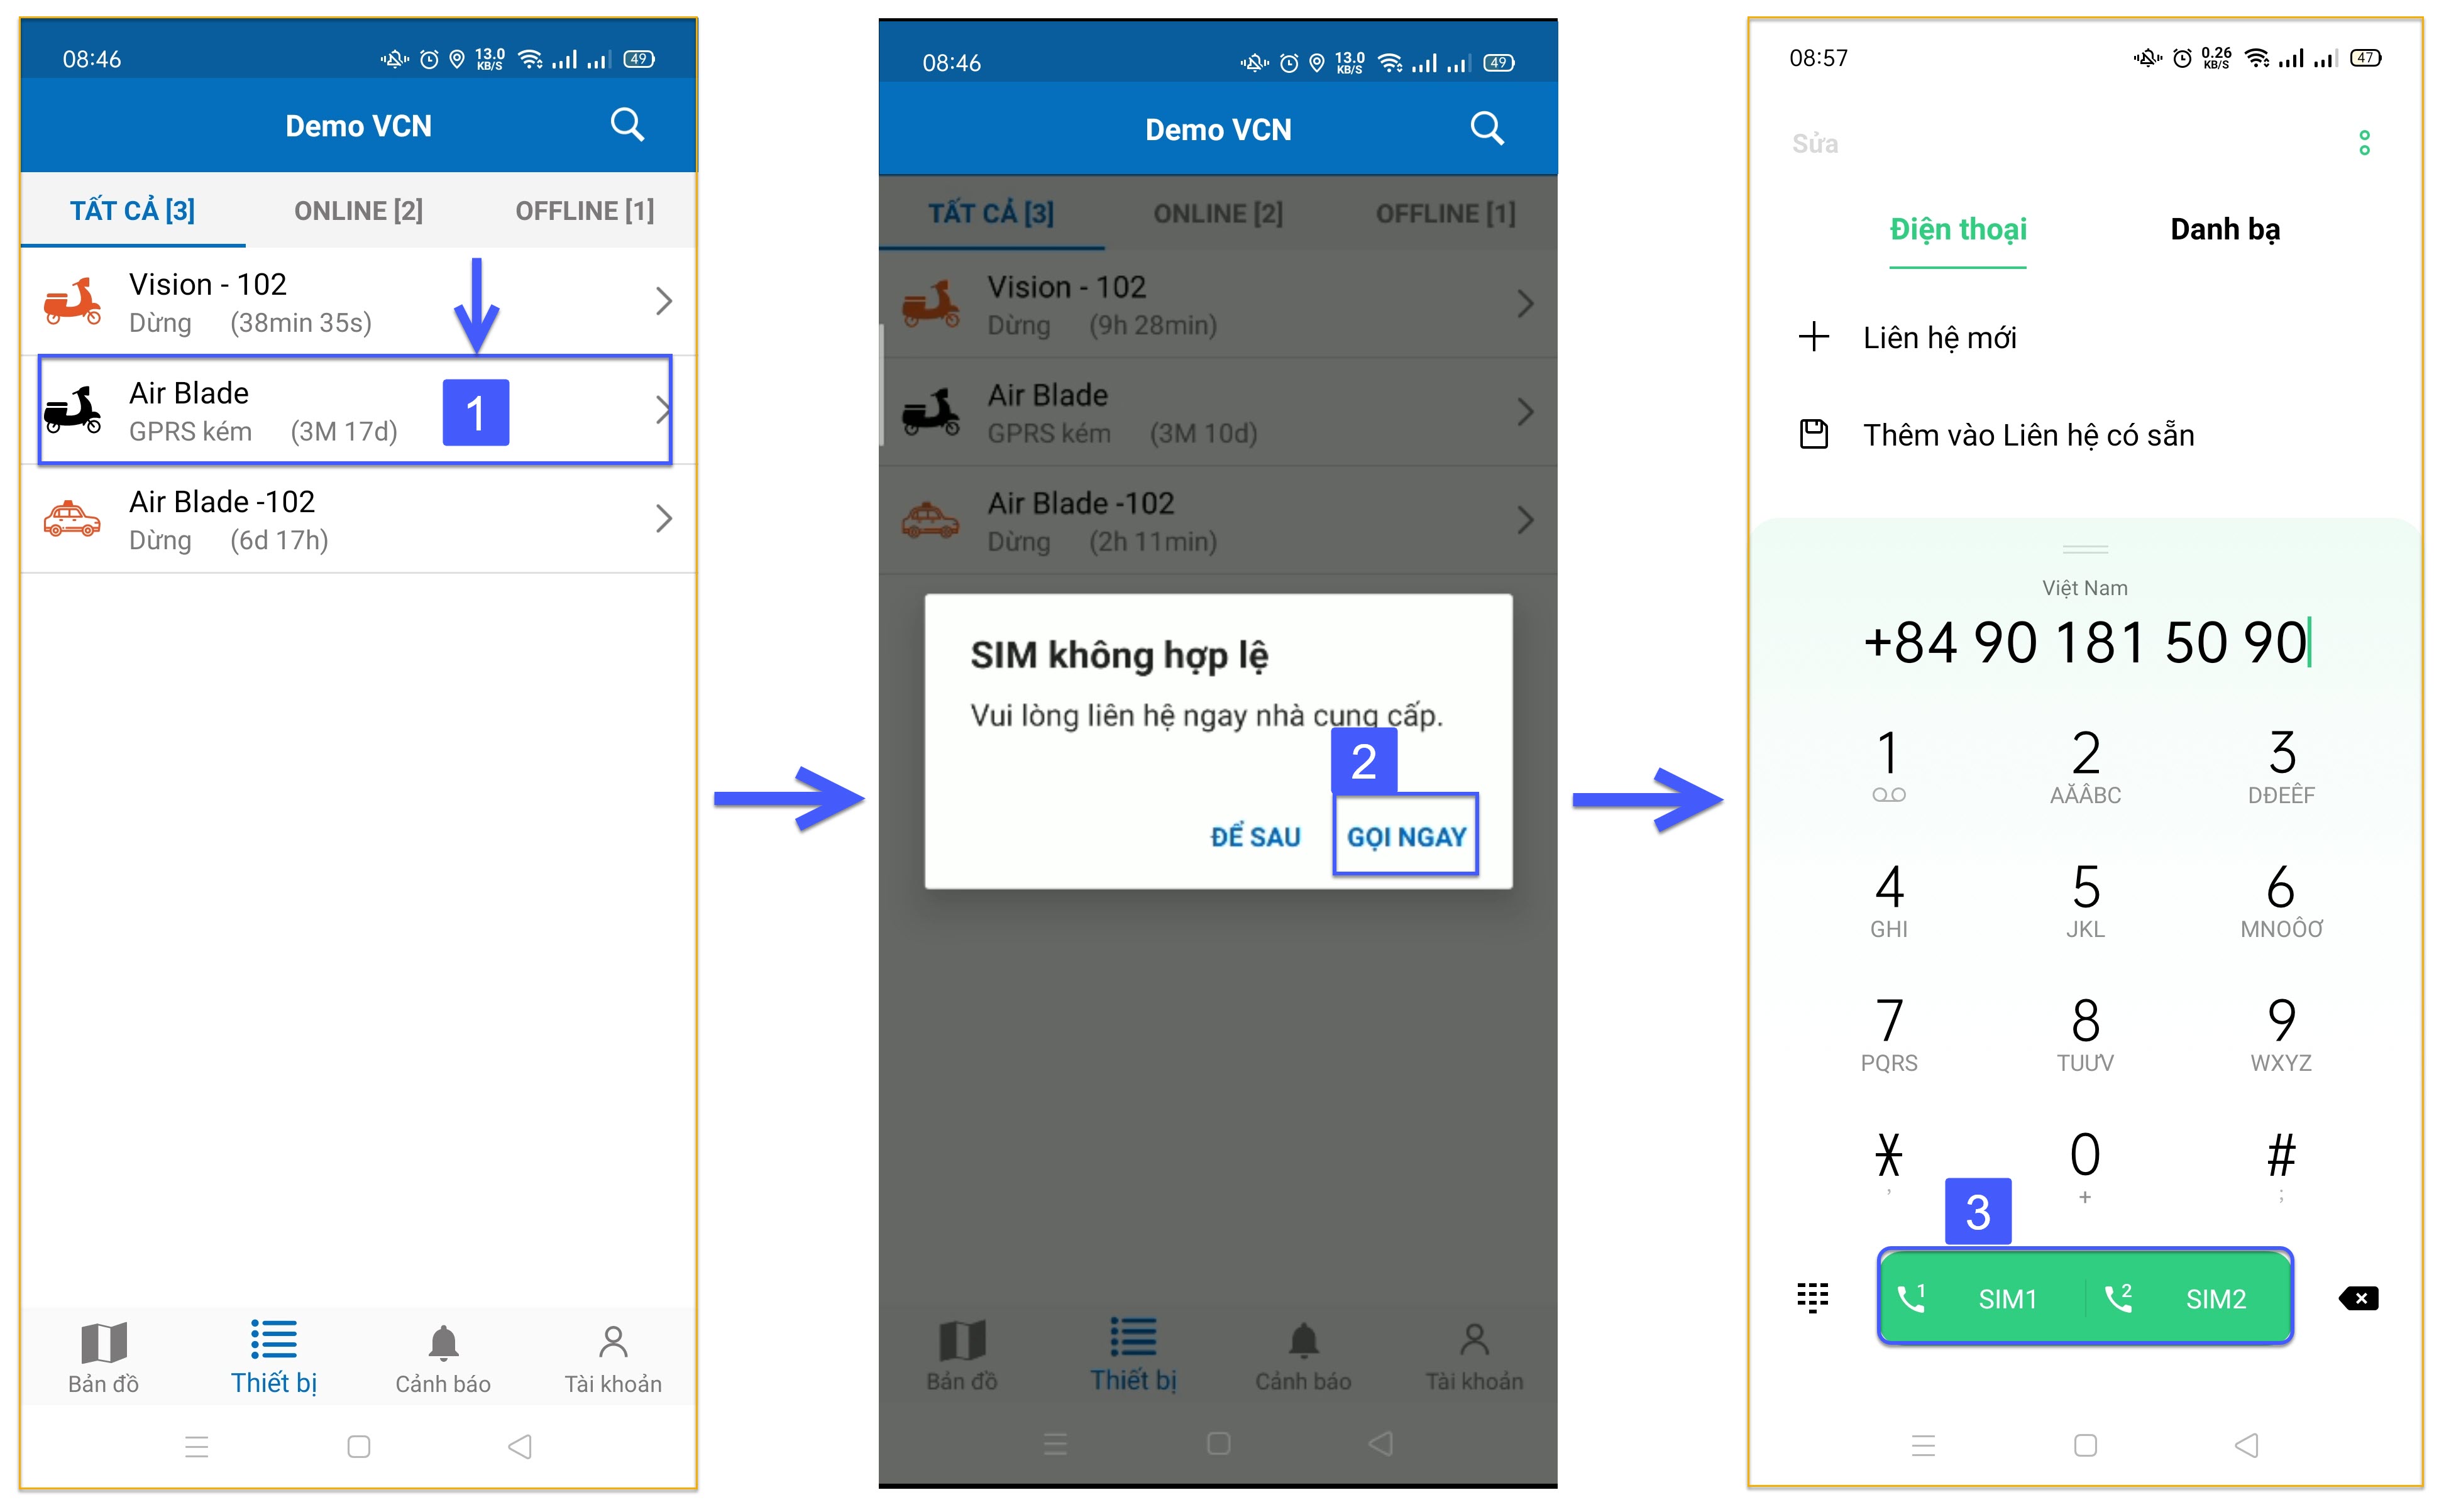 08:46
13.0
KB/S
49
Demo VCN
TẤT CẢ [3]
ONLINE [2]
OFFLINE [1]
Vision - 102
Dừng (38min 35s)
Air Blade
GPRS kém (3M 17d)
1
Air Blade -102
Dừng (6d 17h)
Bản đồ
Thiết bị
Cảnh báo
Tài khoản
08:46
13.0
KB/S
49
Demo VCN
TẤT CẢ [3]
ONLINE [2]
OFFLINE [1]
Vision - 102
Dừng (9h 28min)
Air Blade
GPRS kém (3M 10d)
Air Blade -102
Dừng (2h 11min)
SIM không hợp lệ
Vui lòng liên hệ ngay nhà cung cấp.
2
ĐỂ SAU
GỌI NGAY
Bản đồ
Thiết bị
Cảnh báo
Tài khoản
08:57
0.26
KB/S
47
Sửa
Điện thoại
Danh bạ
Liên hệ mới
Thêm vào Liên hệ có sẵn
Việt Nam
+84 90 181 50 90
1
2
3
AĂÂBC
DĐEÊF
4
5
6
GHI
JKL
MNOÔƠ
7
8
9
PQRS
TUƯV
WXYZ
*
0
#
,
+
;
3
1 SIM1
2 SIM2